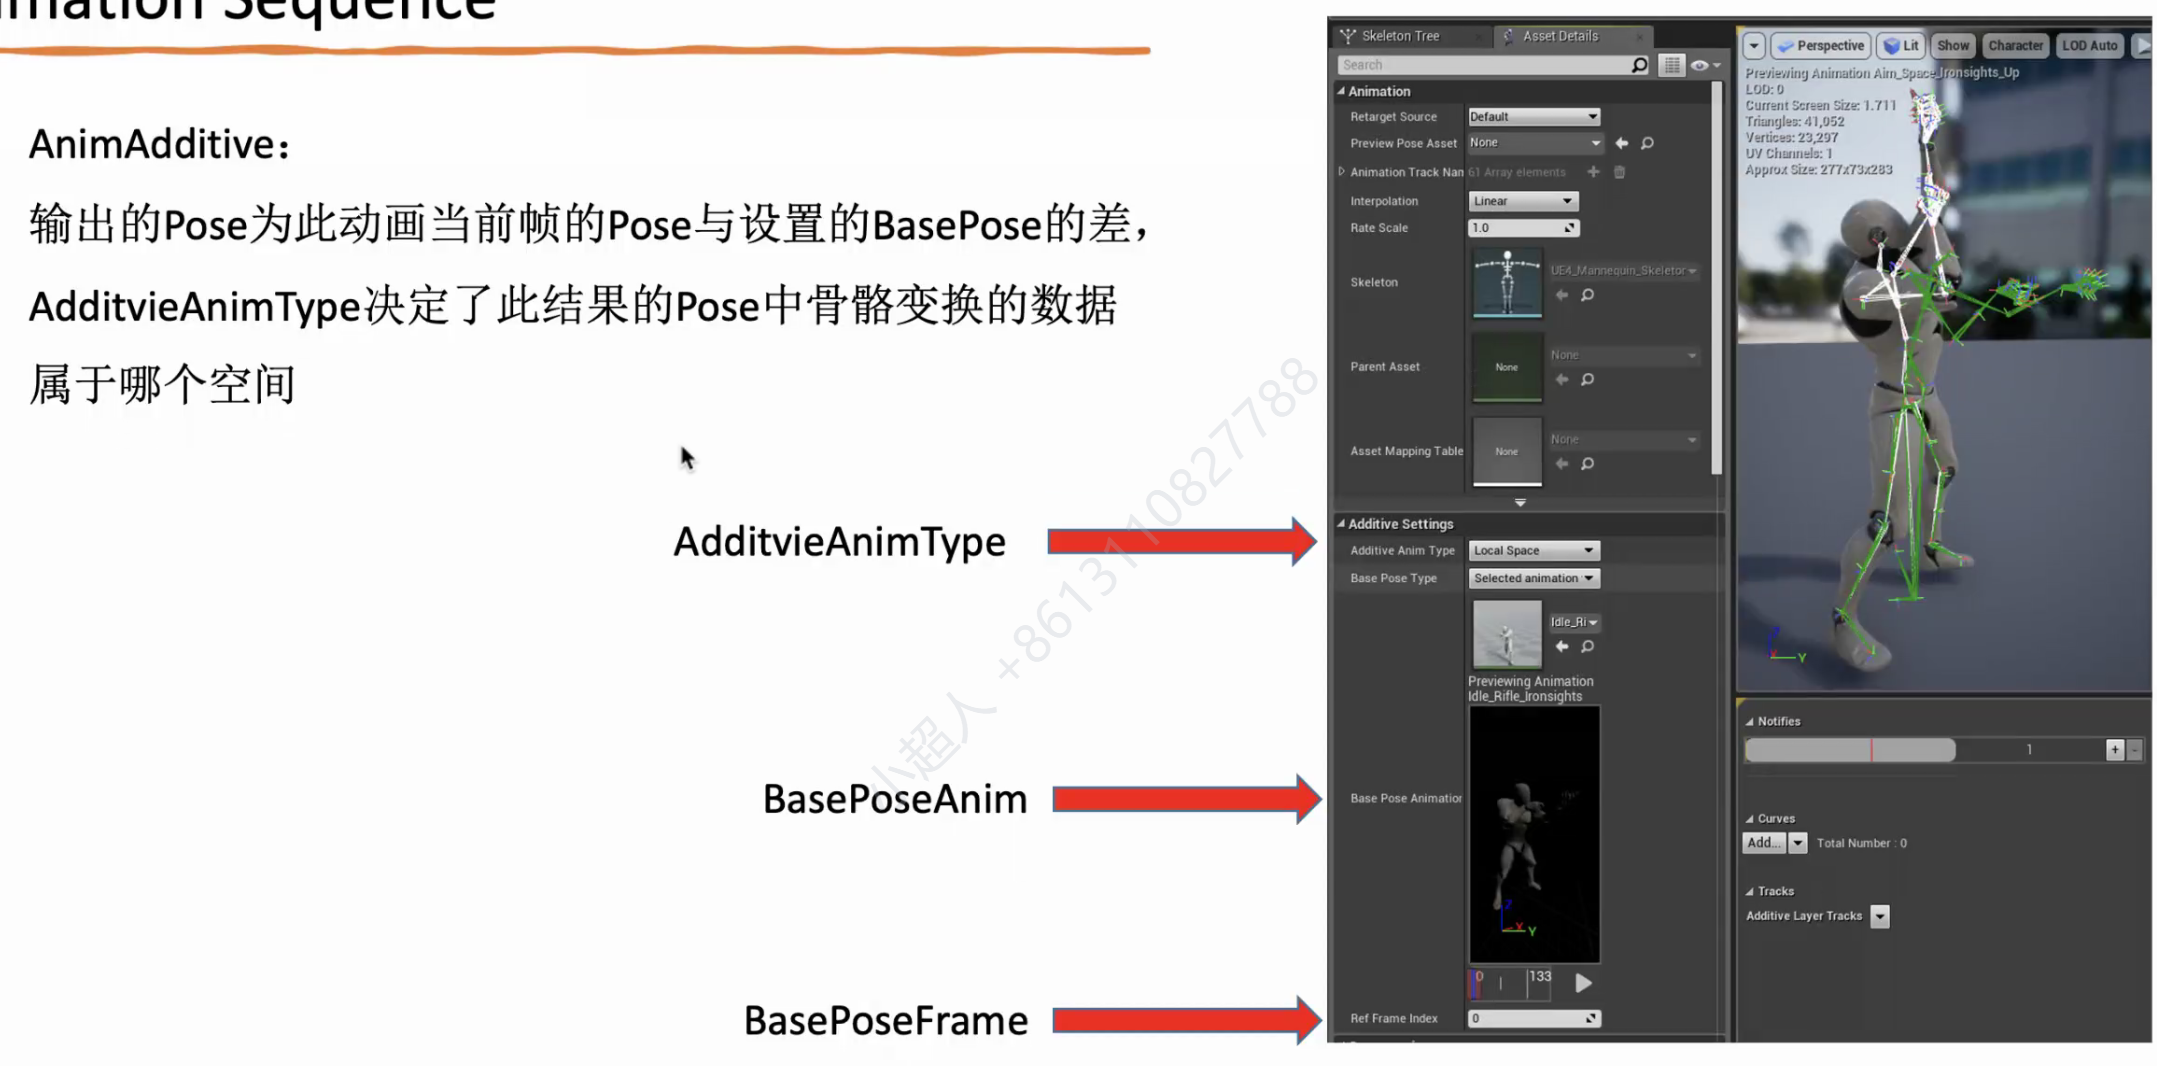 imation Sequence
AnimAdditive：
输出的Pose为此动画当前帧的Pose与设置的BasePose的差，
AdditvieAnimType决定了此结果的Pose中骨骼变换的数据
属于哪个空间
AdditvieAnimType
BasePoseAnim
BasePoseFrame
小超人 +8613110827788
Skeleton Tree
Asset Details
Search
Animation
Retarget Source Default
Preview Pose Asset None
Animation Track Nan 61 Array elements
Interpolation Linear
Rate Scale 1.0
Skeleton UE4_Mannequin_Skeletor
Parent Asset None None
Asset Mapping Table None None
Additive Settings
Additive Anim Type Local Space
Base Pose Type Selected animation
Idle_Ri
Previewing Animation
Idle_Rifle_Ironsights
Base Pose Animation
Z
X Y
0 133
Ref Frame Index 0
Perspective Lit Show Character LOD Auto
Previewing Animation Aim_Space_Ironsights_Up
LOD: 0
Current Screen Size: 1.711
Triangles: 41,052
Vertices: 23,297
UV Channels: 1
Approx Size: 277x73x283
Y
Notifies
1
Curves
Add... Total Number : 0
Tracks
Additive Layer Tracks